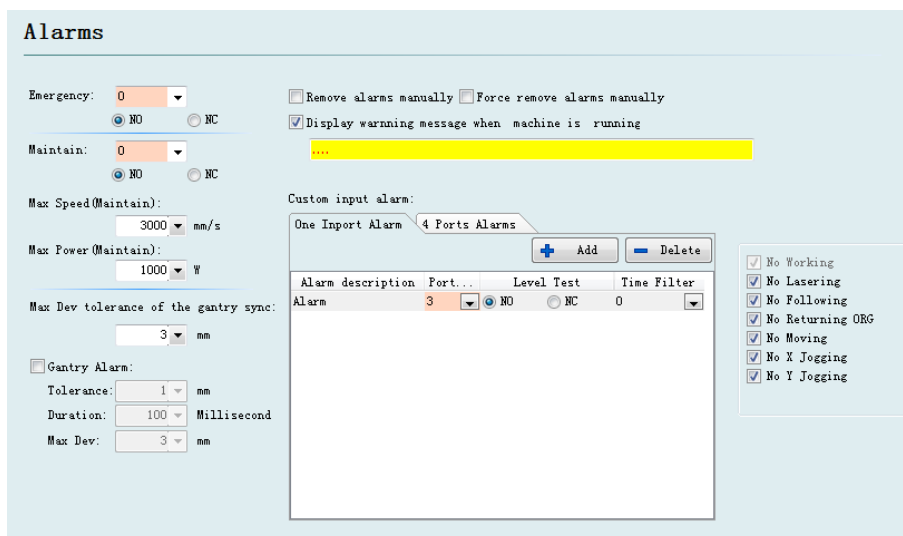 Alarms
Emergency: 0
NO NC
Maintain: 0
NO NC
Max Speed(Maintain):
3000 mm/s
Max Power(Maintain):
1000 W
Max Dev tolerance of the gantry sync:
3 mm
Gantry Alarm:
Tolerance: 1 mm
Duration: 100 Millisecond
Max Dev: 3 mm
Remove alarms manually Force remove alarms manually
Display warnning message when machine is running
....
Custom input alarm:
One Inport Alarm 4 Ports Alarms
Add Delete
Alarm description Port... Level Test Time Filter
Alarm 3 NO NC 0
No Working
No Lasering
No Following
No Returning ORG
No Moving
No X Jogging
No Y Jogging